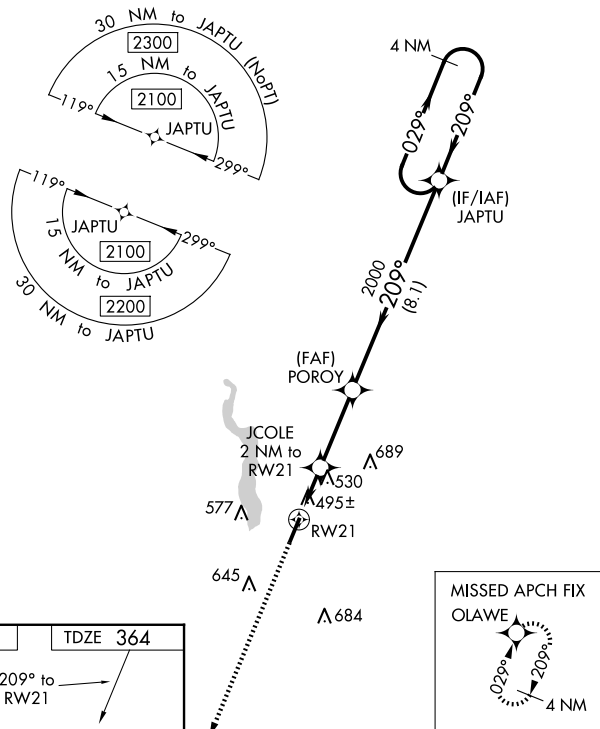 30 NM to JAPTU (NoPT)
2300
15 NM to JAPTU
2100
119°
JAPTU
299°
119°
JAPTU
299°
2100
15 NM to JAPTU
2200
30 NM to JAPTU
4 NM
029°
209°
(IF/IAF)
JAPTU
2000
209°
(8.1)
(FAF)
POROY
JCOLE
2 NM to
RW21
689
530
495±
577
RW21
645
684
TDZE 364
209° to
RW21
MISSED APCH FIX
OLAWE
029°
209°
4 NM